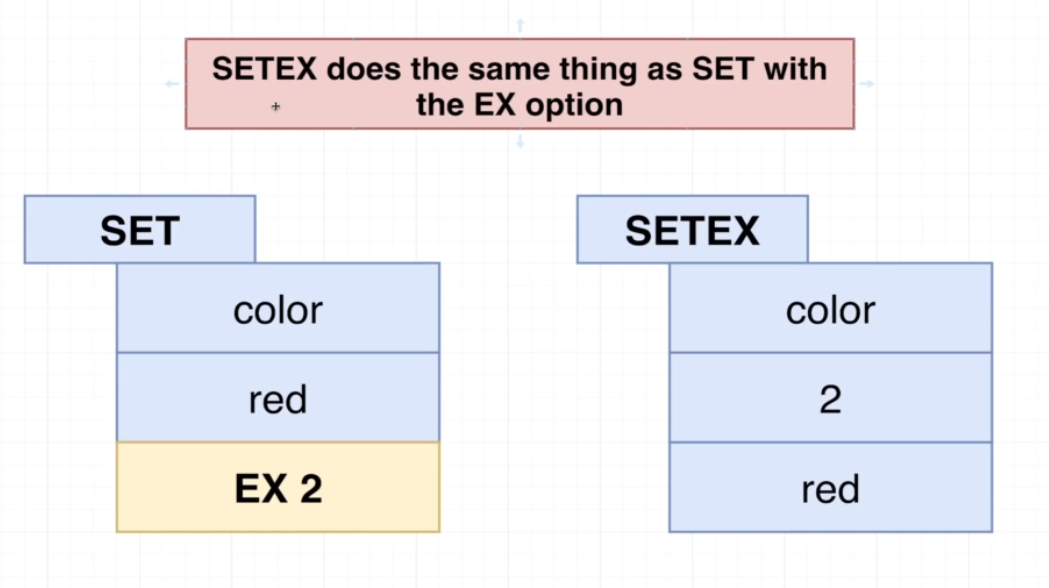 SETEX does the same thing as SET with
the EX option
SET
color
red
EX 2
SETEX
color
2
red